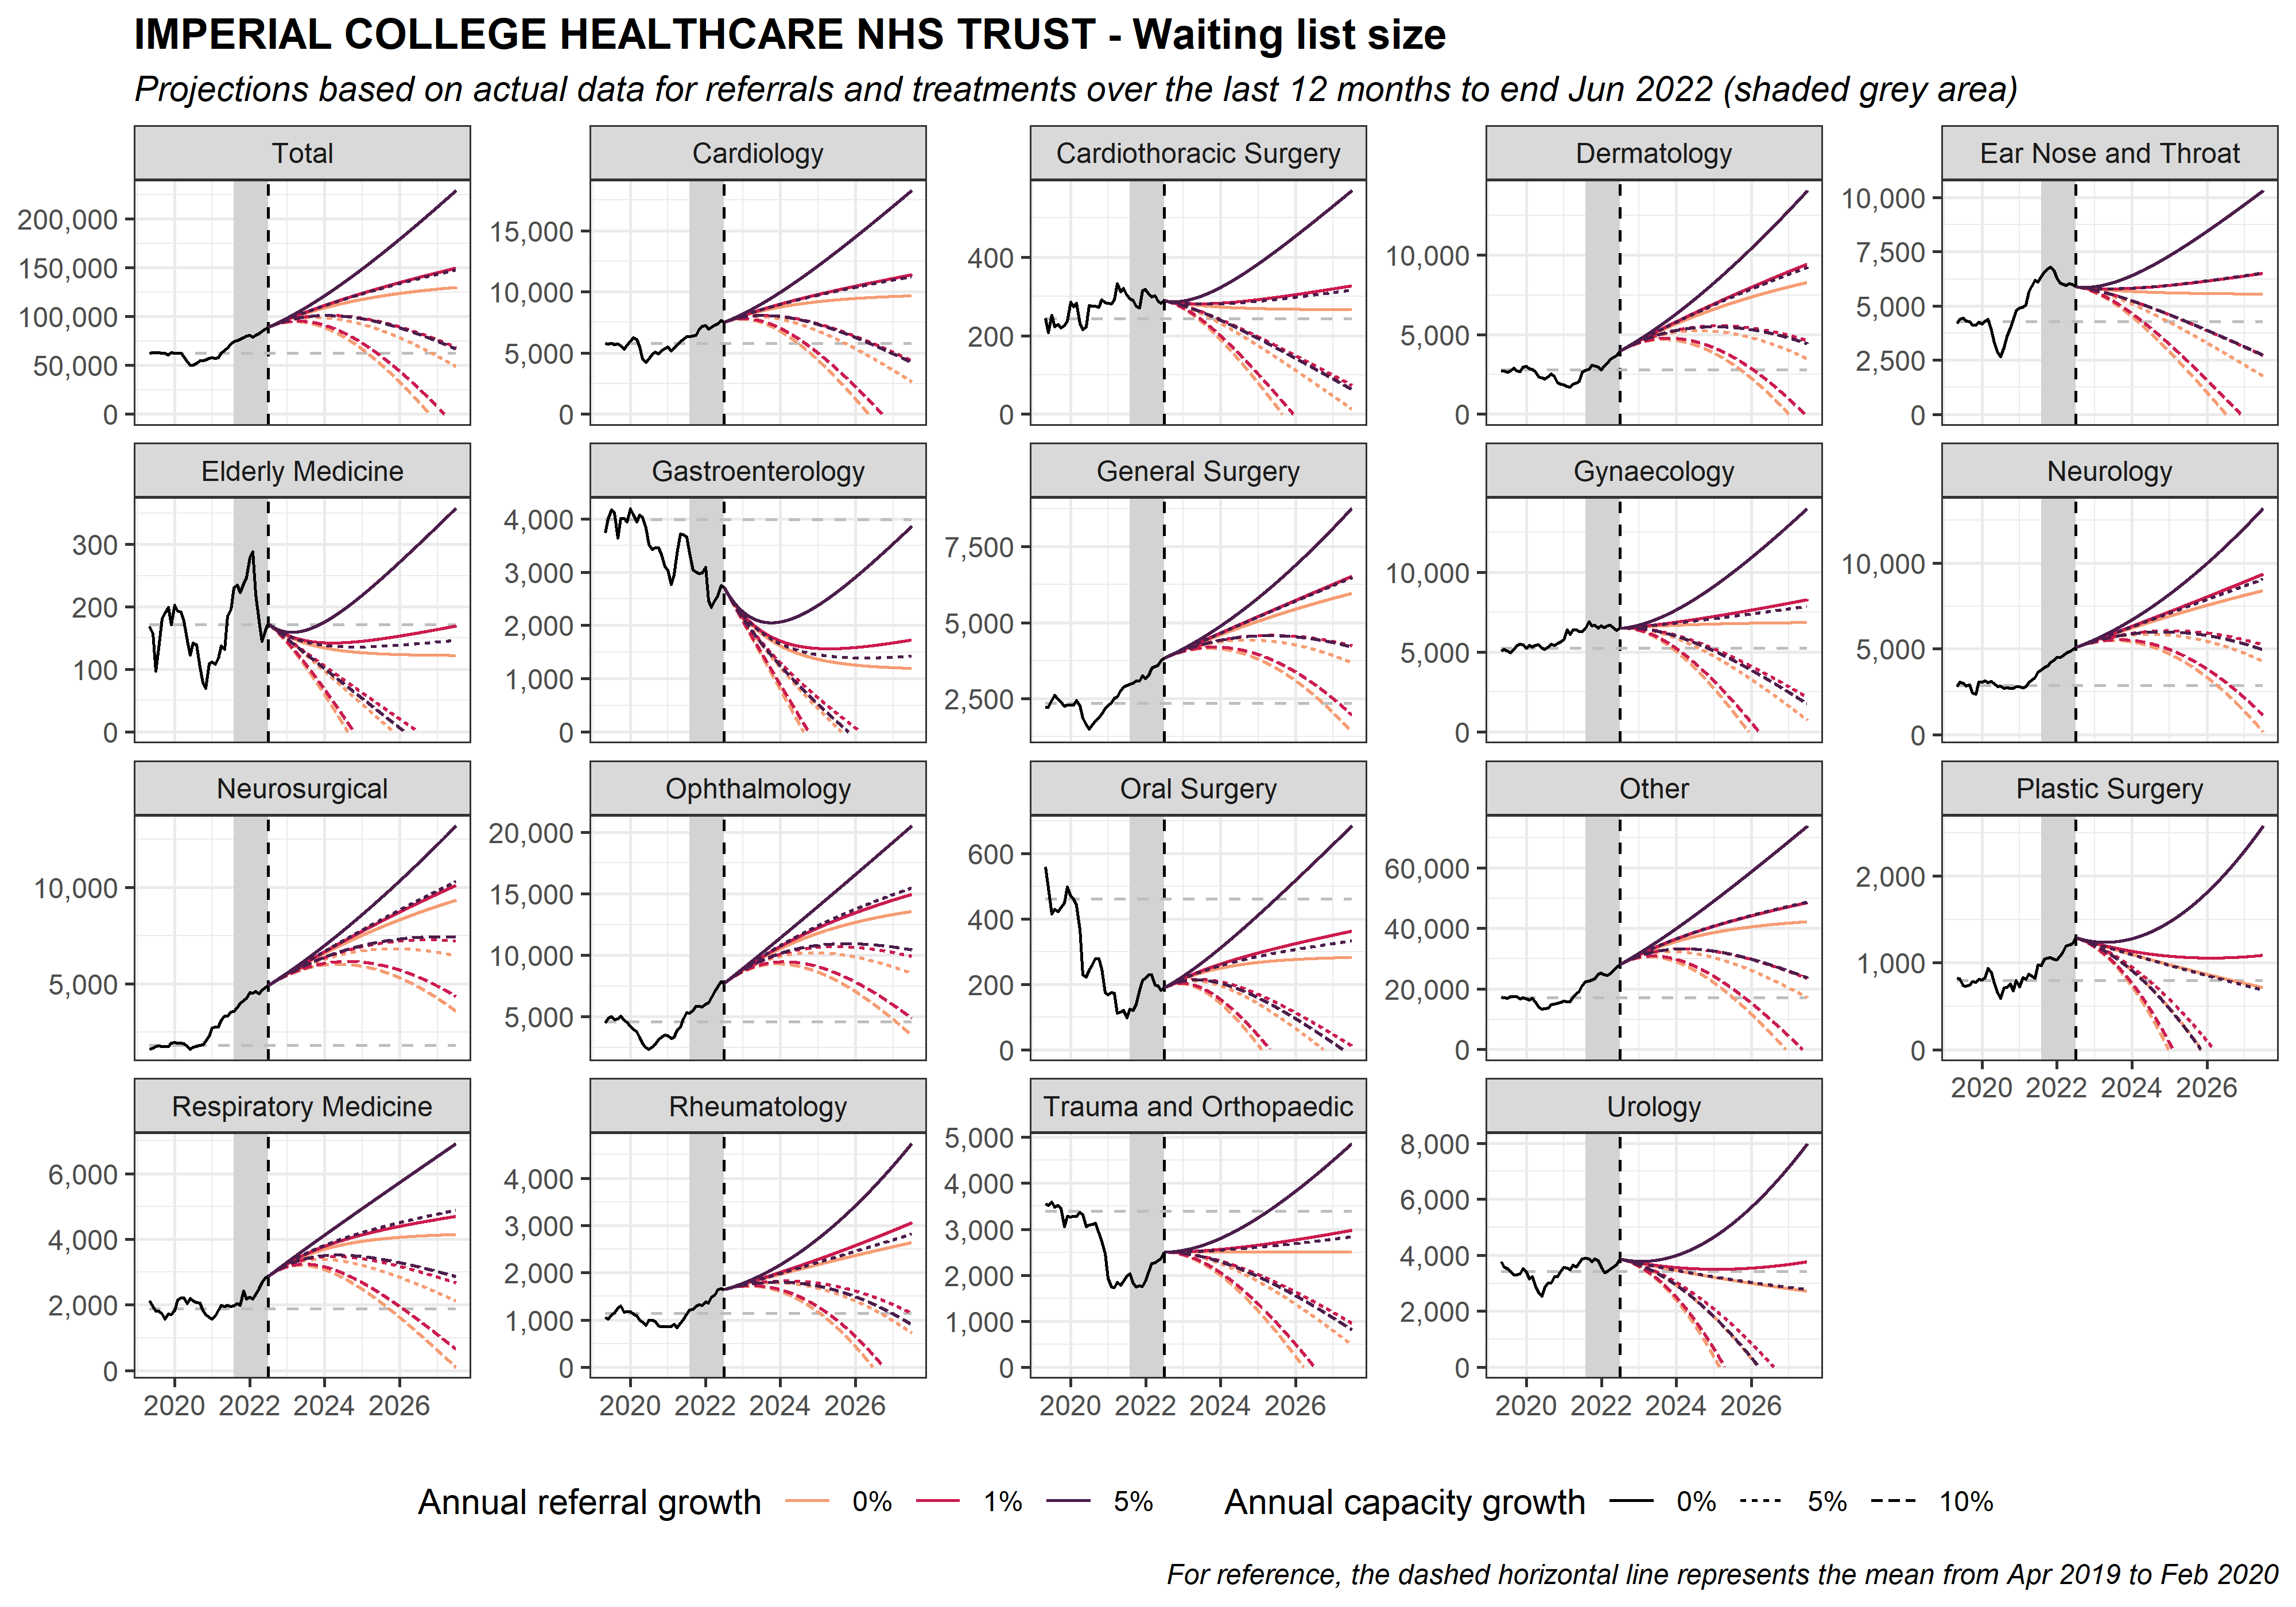 IMPERIAL COLLEGE HEALTHCARE NHS TRUST - Waiting list size
Projections based on actual data for referrals and treatments over the last 12 months to end Jun 2022 (shaded grey area)
Total
200,000
150,000
100,000
50,000
0
Cardiology
15,000
10,000
5,000
0
Cardiothoracic Surgery
400
200
0
Dermatology
10,000
5,000
0
Ear Nose and Throat
10,000
7,500
5,000
2,500
0
Elderly Medicine
300
200
100
0
Gastroenterology
4,000
3,000
2,000
1,000
0
General Surgery
7,500
5,000
2,500
Gynaecology
10,000
5,000
0
Neurology
10,000
5,000
0
Neurosurgical
10,000
5,000
Ophthalmology
20,000
15,000
10,000
5,000
Oral Surgery
600
400
200
0
Other
60,000
40,000
20,000
0
Plastic Surgery
2,000
1,000
0
2020 2022 2024 2026
Respiratory Medicine
6,000
4,000
2,000
0
2020 2022 2024 2026
Rheumatology
4,000
3,000
2,000
1,000
0
2020 2022 2024 2026
Trauma and Orthopaedic
5,000
4,000
3,000
2,000
1,000
0
2020 2022 2024 2026
Urology
8,000
6,000
4,000
2,000
0
2020 2022 2024 2026
Annual referral growth 0% 1% 5% Annual capacity growth 0% 5% 10%
For reference, the dashed horizontal line represents the mean from Apr 2019 to Feb 2020